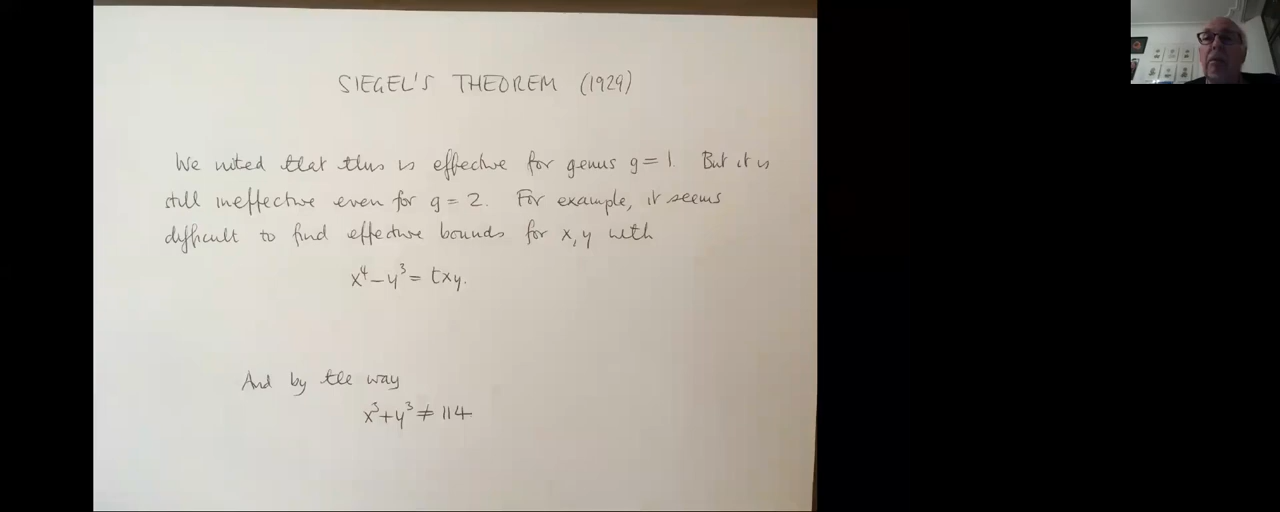 SIEGEL'S THEOREM (1929)
We noted that this is effective for genus g = 1. But it is
still ineffective even for g = 2. For example, it seems
difficult to find effective bounds for x, y with
x⁴ - y³ = txy.
And by the way
x³ + y³ ≠ 114